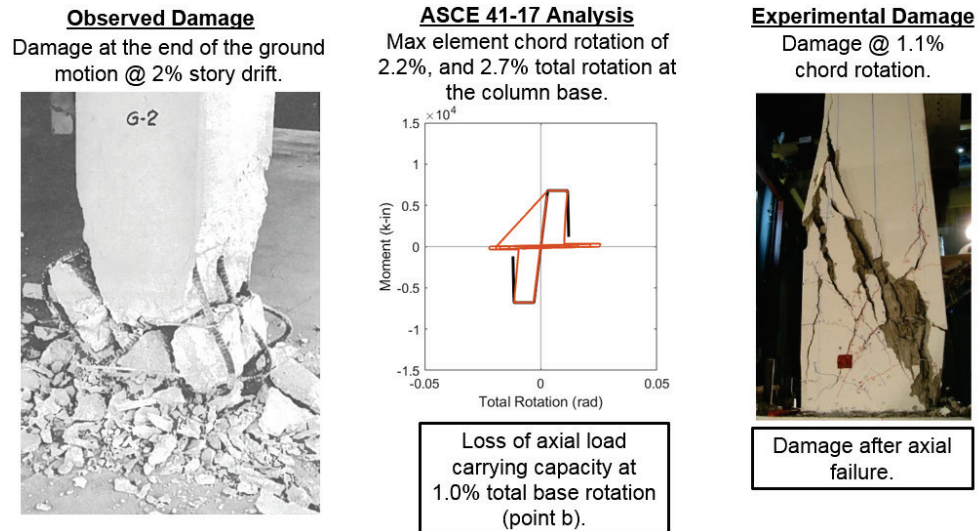 Observed Damage
Damage at the end of the ground
motion @ 2% story drift.
G-2
ASCE 41-17 Analysis
Max element chord rotation of
2.2%, and 2.7% total rotation at
the column base.
×10⁴
1.5
1
0.5
0
-0.5
-1
-1.5
Moment (k-in)
-0.05
0
0.05
Total Rotation (rad)
Loss of axial load
carrying capacity at
1.0% total base rotation
(point b).
Experimental Damage
Damage @ 1.1%
chord rotation.
Damage after axial
failure.